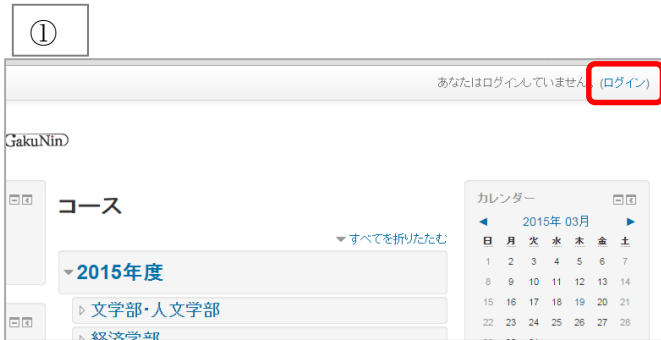 ①
あなたはログインしていません (ログイン)
GakuNin
コース
▼ すべてを折りたたむ
▼2015年度
▷ 文学部・人文学部
▷ 経済学部
カレンダー
◀ 2015年 03月 ▶
日 月 火 水 木 金 土
1 2 3 4 5 6 7
8 9 10 11 12 13 14
15 16 17 18 19 20 21
22 23 24 25 26 27 28